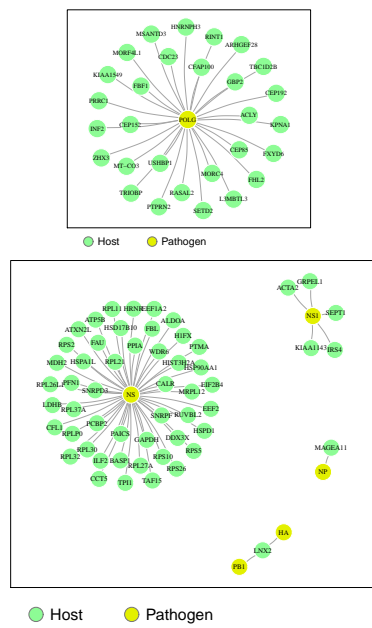 HNRNPH3
MSANTD3
RINT1
ARHGEF28
MORF4L1
CDC23
CFAP100
TBC1D2B
KIAA1549
FBF1
GBP2
PRRC1
CEP192
POLG
ACLY
INF2
CEP152
KPNA1
ZHX3
MT-CO3
USHBP1
CEP85
FXYD6
MORC4
FHL2
TRIOBP
RASAL2
L3MBTL3
PTPRN2
SETD2
Host
Pathogen
GRPEL1
ACTA2
NS1
SEPT1
KIAA1143
IRS4
RPL11
HRNR
EEF1A2
ATP5B
ALDOA
ATXN2L
HSD17B10
FBL
H1FX
RPS2
FAU
PPIA
PTMA
WDR6
MDH2
HSPA1L
RPL21
HIST3H2A
HSP90AA1
RPL26L1
PFN1
SNRPD3
CALR
EIF2B4
MRPL12
NS
LDHB
RPL37A
EEF2
CFL1
PCBP2
SNRPF
RUVBL2
HSPD1
RPLP0
PAICS
DDX3X
RPL30
GAPDH
RPS5
RPL32
ILF2
BASP1
RPS10
RPL27A
RPS26
CCT5
TPI1
TAF15
MAGEA11
NP
HA
LNX2
PB1
Host
Pathogen